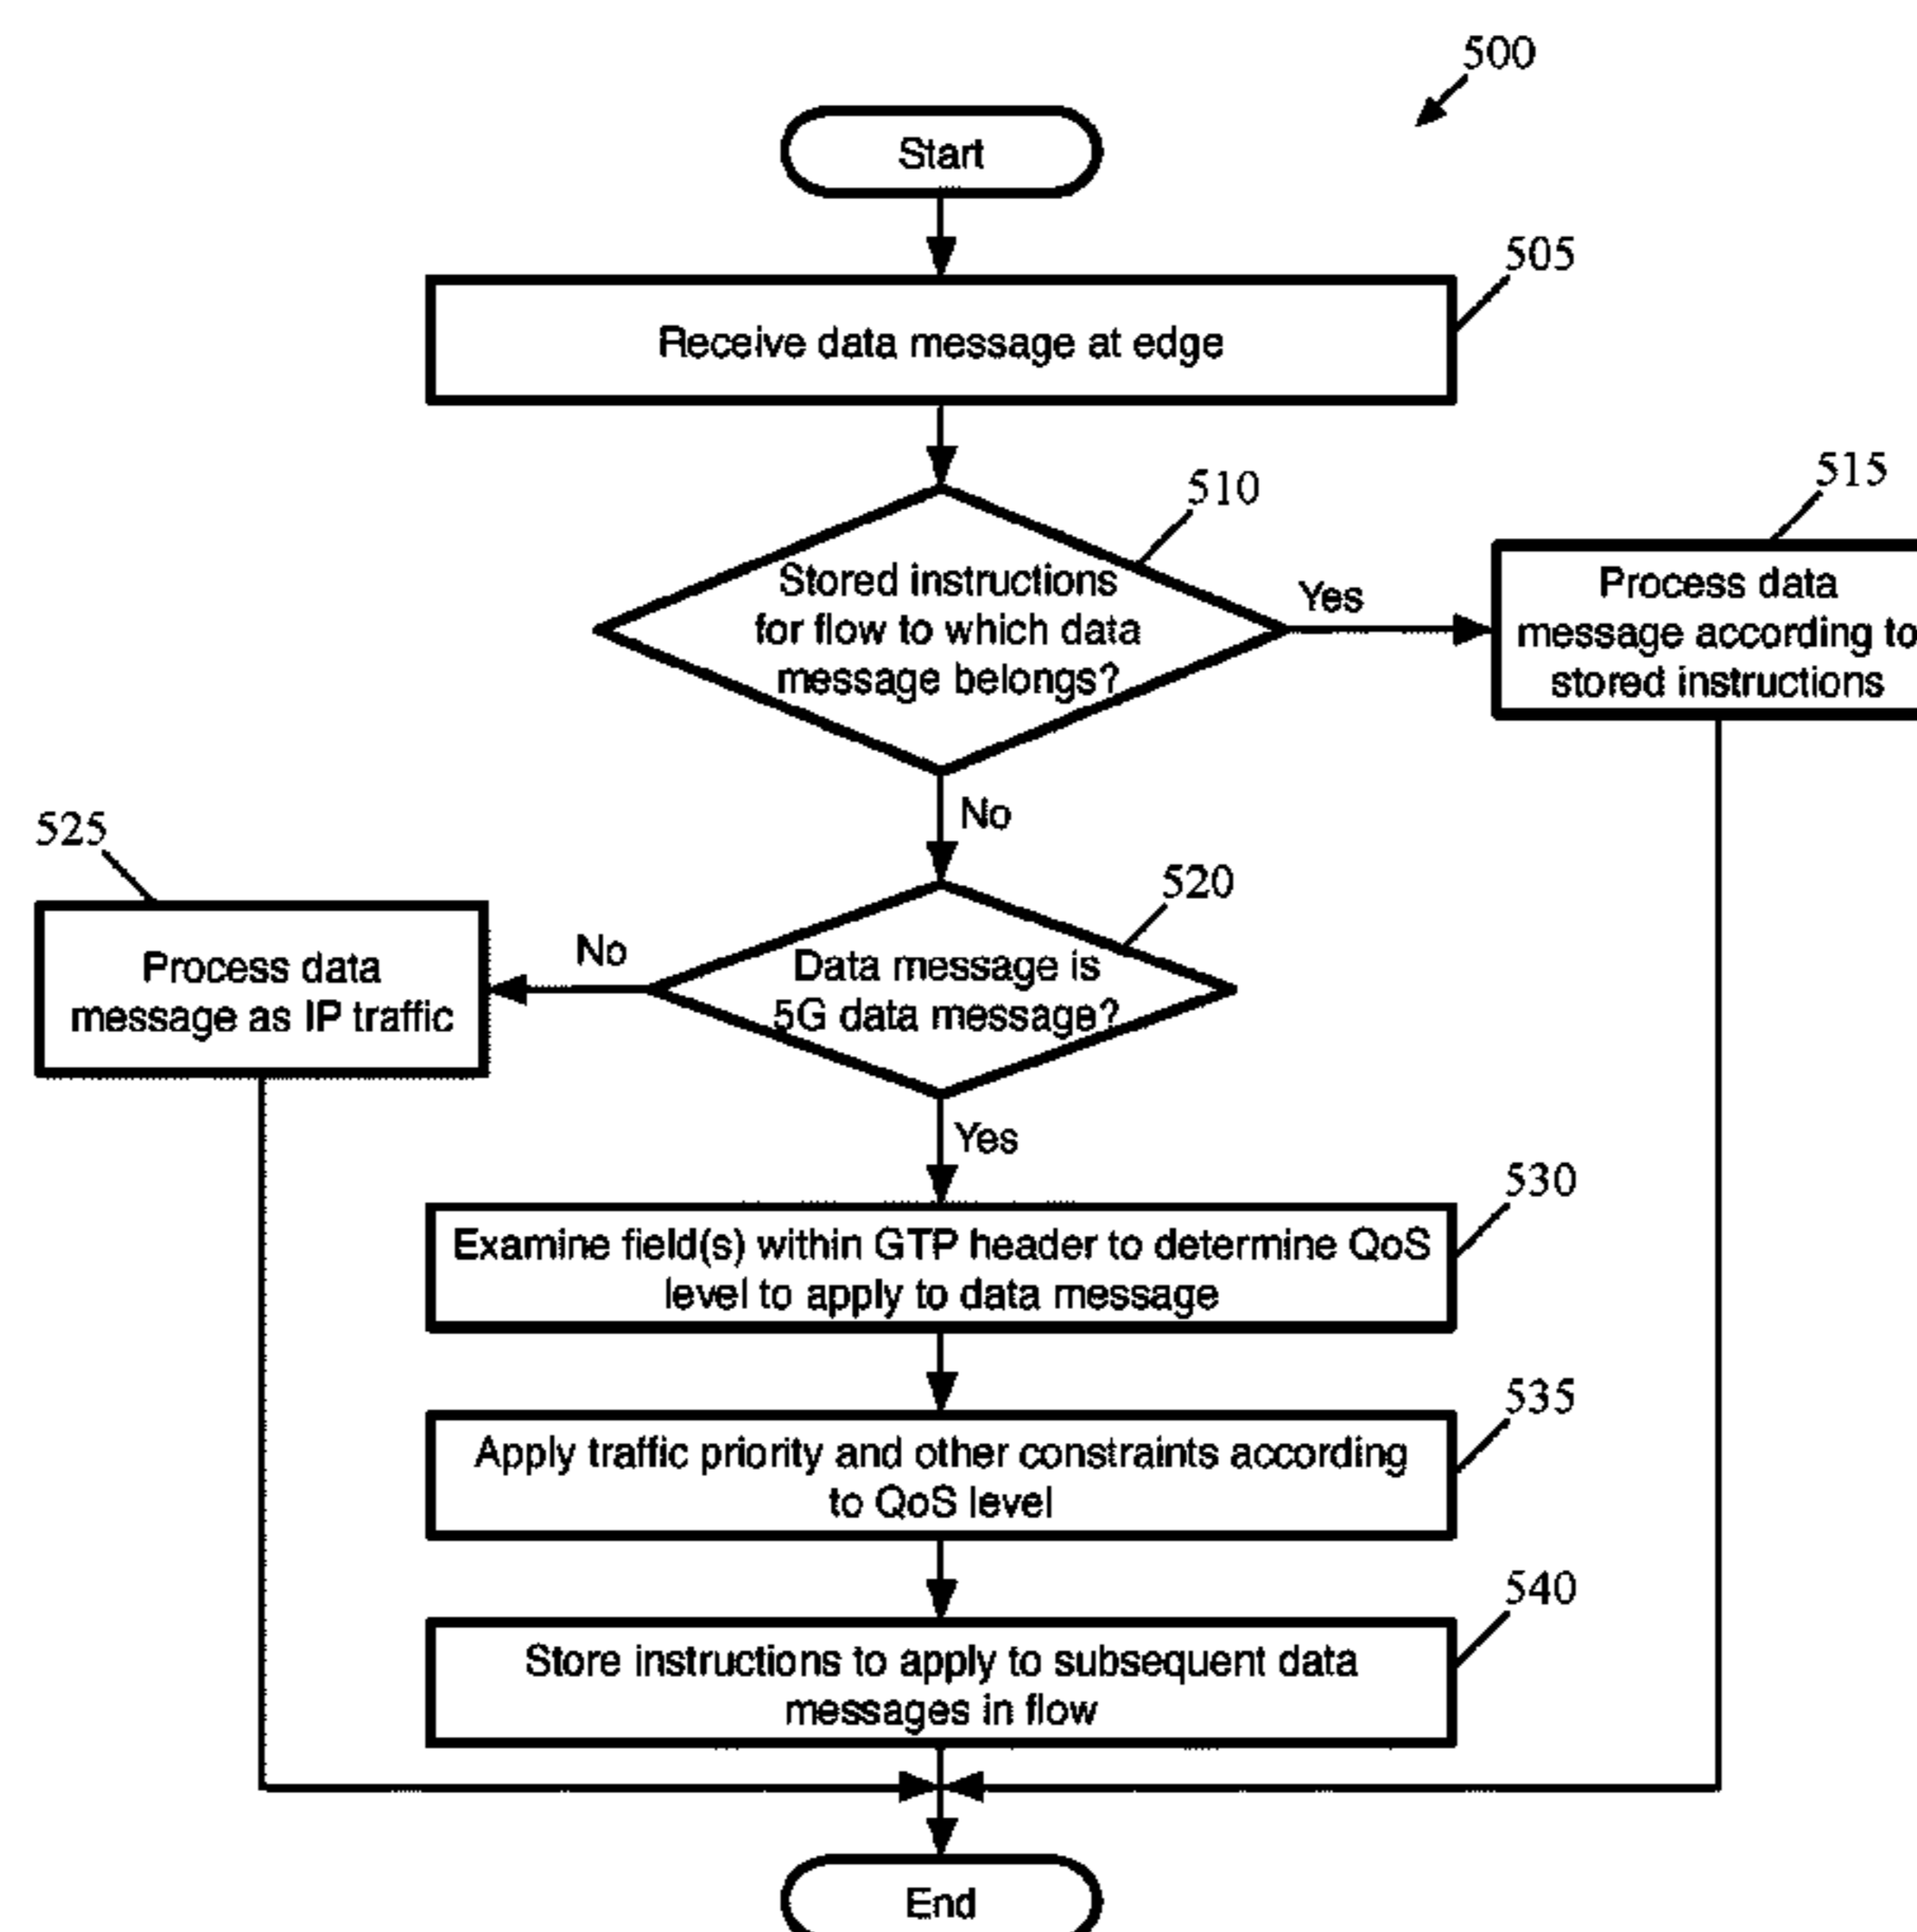 500
Start
505
Receive data message at edge
510
Stored instructions
for flow to which data
message belongs?
Yes
515
Process data
message according to
stored instructions
No
525
Process data
message as IP traffic
No
520
Data message is
5G data message?
Yes
530
Examine field(s) within GTP header to determine QoS
level to apply to data message
535
Apply traffic priority and other constraints according
to QoS level
540
Store instructions to apply to subsequent data
messages in flow
End